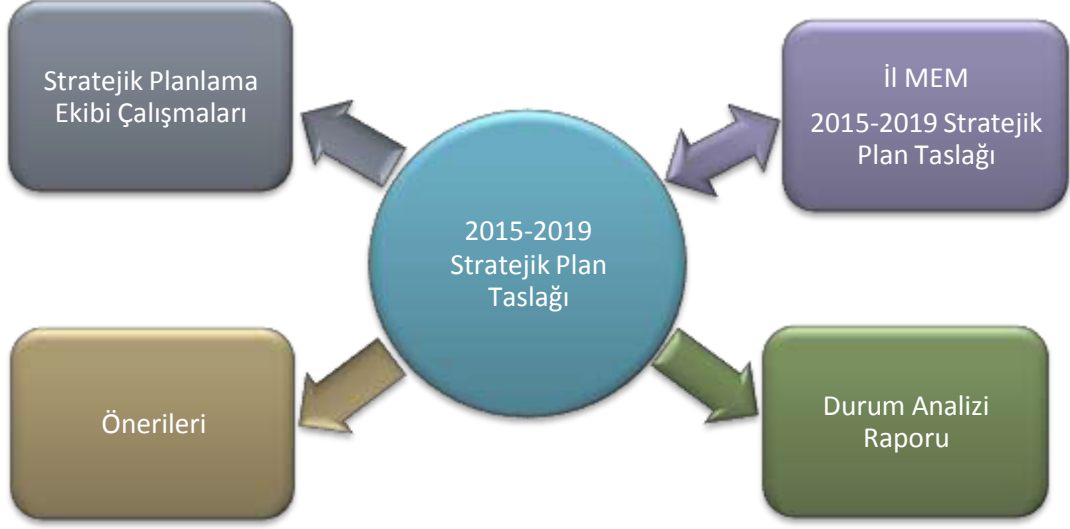 Stratejik Planlama
Ekibi Çalışmaları
İl MEM
2015-2019 Stratejik
Plan Taslağı
2015-2019
Stratejik Plan
Taslağı
Önerileri
Durum Analizi
Raporu